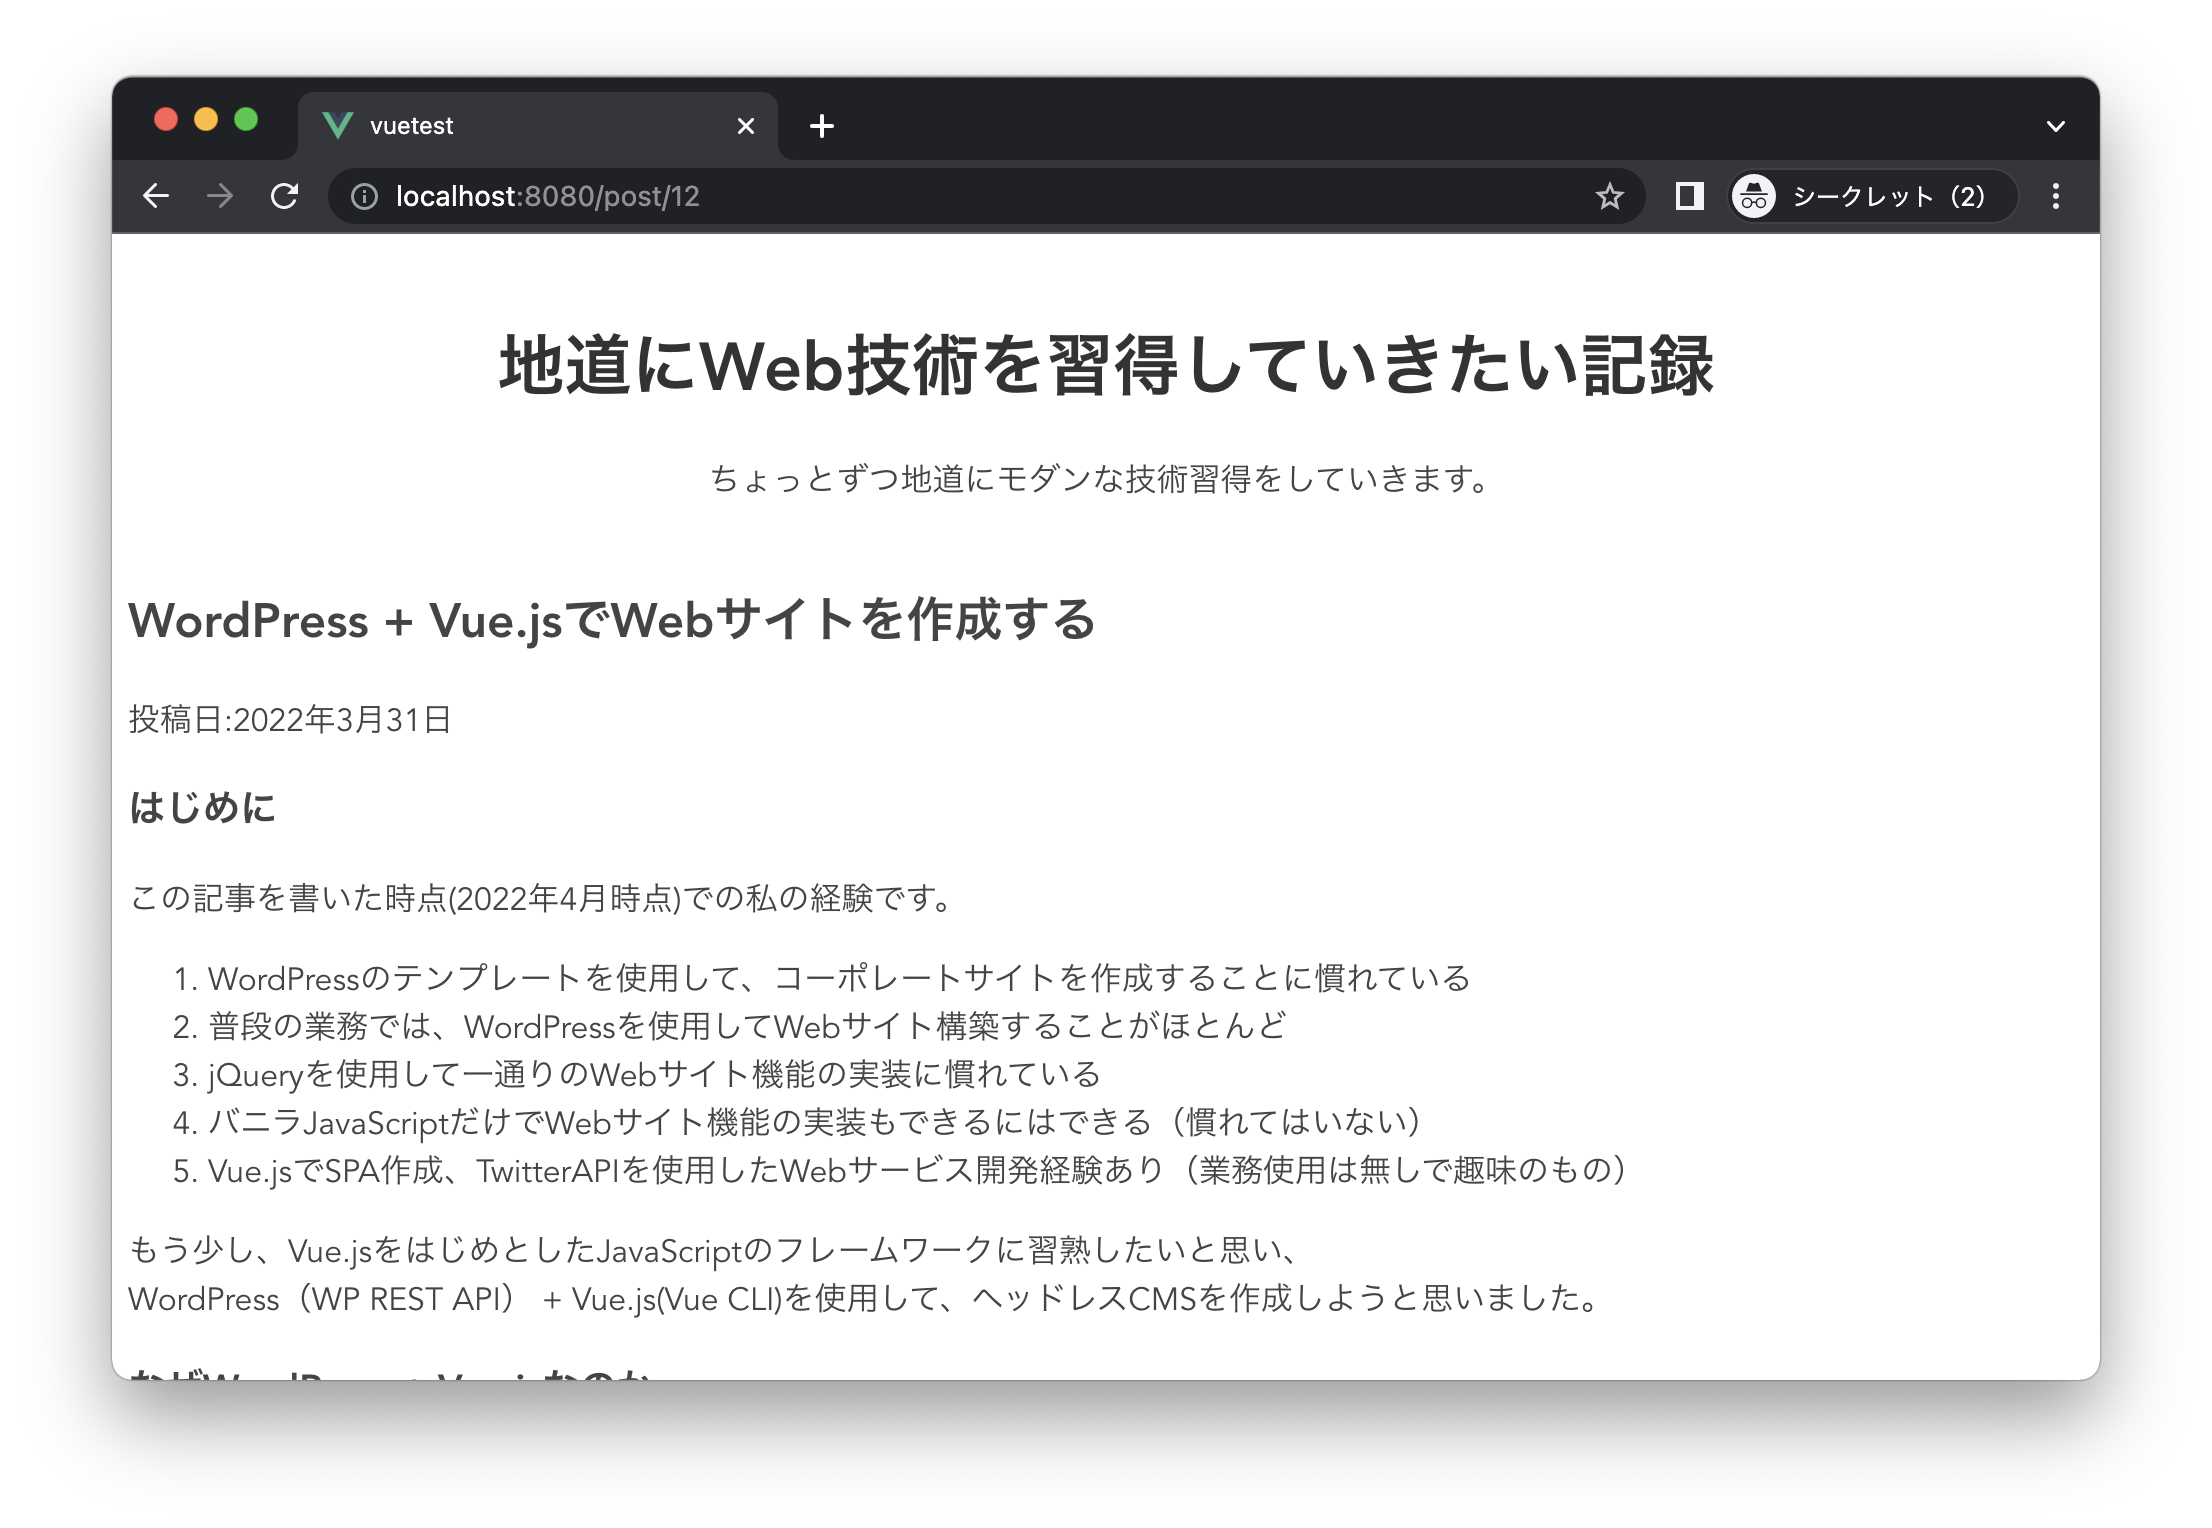 vuetest
localhost:8080/post/12
シークレット（2）
地道にWeb技術を習得していきたい記録
ちょっとずつ地道にモダンな技術習得をしていきます。
WordPress + Vue.jsでWebサイトを作成する
投稿日:2022年3月31日
はじめに
この記事を書いた時点(2022年4月時点)での私の経験です。
1. WordPressのテンプレートを使用して、コーポレートサイトを作成することに慣れている
2. 普段の業務では、WordPressを使用してWebサイト構築することがほとんど
3. jQueryを使用して一通りのWebサイト機能の実装に慣れている
4. バニラJavaScriptだけでWebサイト機能の実装もできるにはできる（慣れてはいない）
5. Vue.jsでSPA作成、TwitterAPIを使用したWebサービス開発経験あり（業務使用は無しで趣味のもの）
もう少し、Vue.jsをはじめとしたJavaScriptのフレームワークに習熟したいと思い、
WordPress（WP REST API） + Vue.js(Vue CLI)を使用して、ヘッドレスCMSを作成しようと思いました。
なぜWordPress + Vue.jsなのか